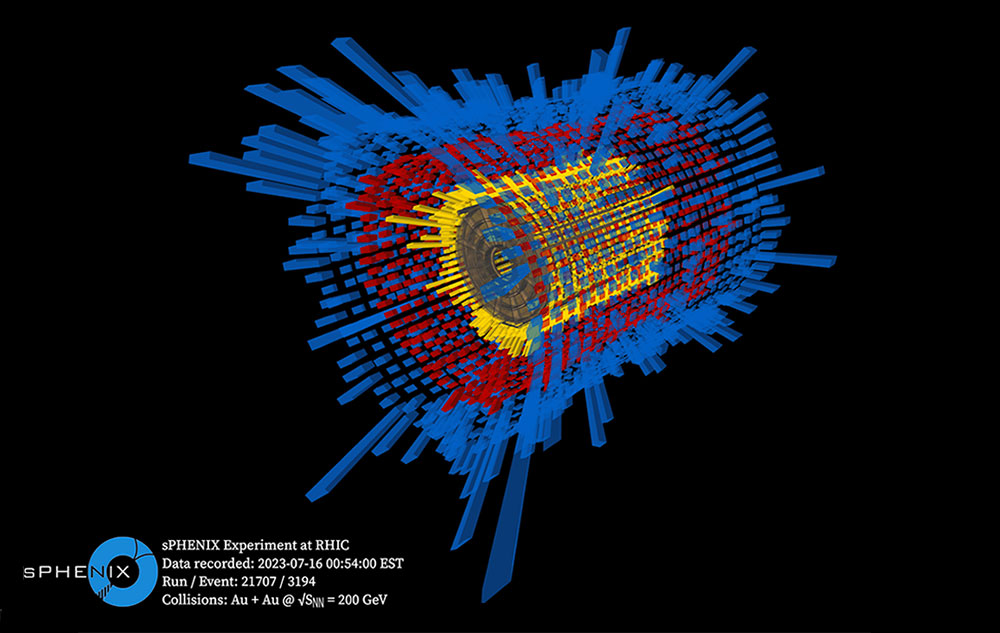 sPHENIX
sPHENIX Experiment at RHIC
Data recorded: 2023-07-16 00:54:00 EST
Run / Event: 21707 / 3194
Collisions: Au + Au @ √SNN = 200 GeV